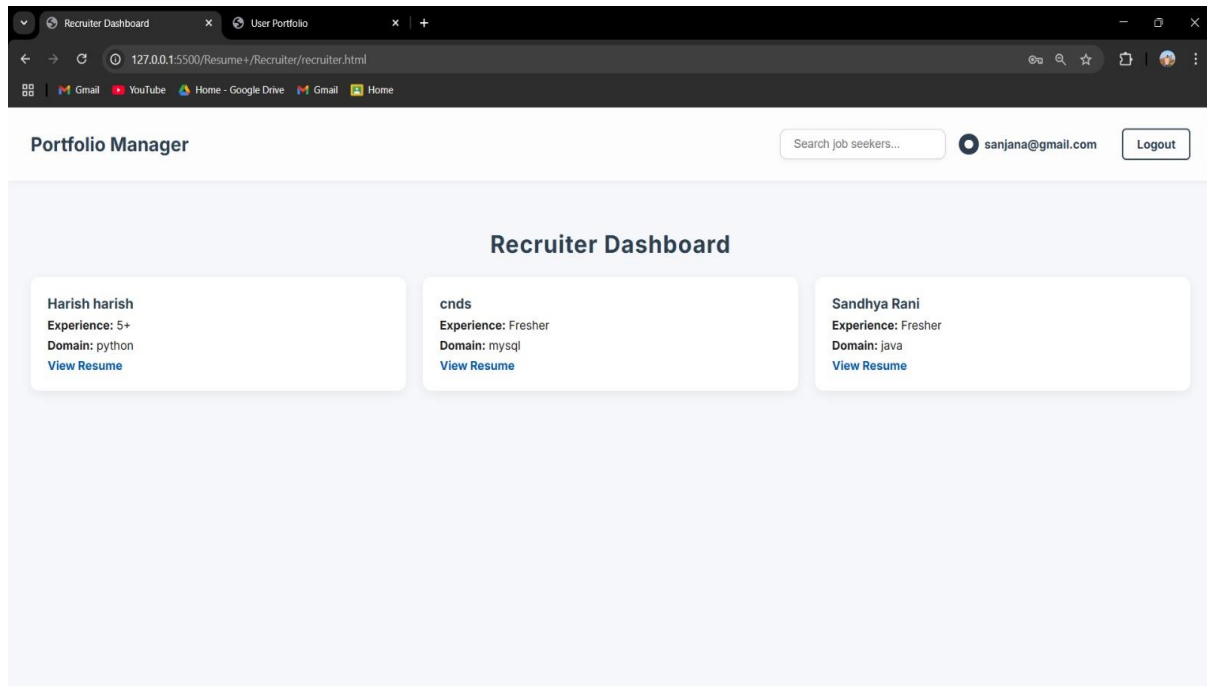 Recruiter Dashboard User Portfolio
127.0.0.1:5500/Resume+/Recruiter/recruiter.html
Gmail YouTube Home - Google Drive Gmail Home
Portfolio Manager Search job seekers... sanjana@gmail.com Logout
Recruiter Dashboard
Harish harish
Experience: 5+
Domain: python
View Resume
cnds
Experience: Fresher
Domain: mysql
View Resume
Sandhya Rani
Experience: Fresher
Domain: java
View Resume